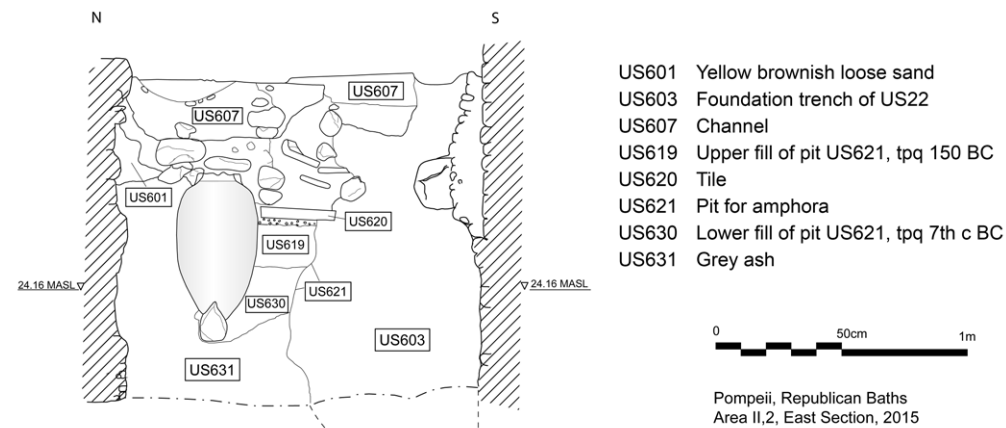 N
S
US607
US607
US601
US620
US619
US621
US630
24.16 MASL
24.16 MASL
US603
US631
US601 Yellow brownish loose sand
US603 Foundation trench of US22
US607 Channel
US619 Upper fill of pit US621, tpq 150 BC
US620 Tile
US621 Pit for amphora
US630 Lower fill of pit US621, tpq 7th c BC
US631 Grey ash
0 50cm 1m
Pompeii, Republican Baths
Area II,2, East Section, 2015